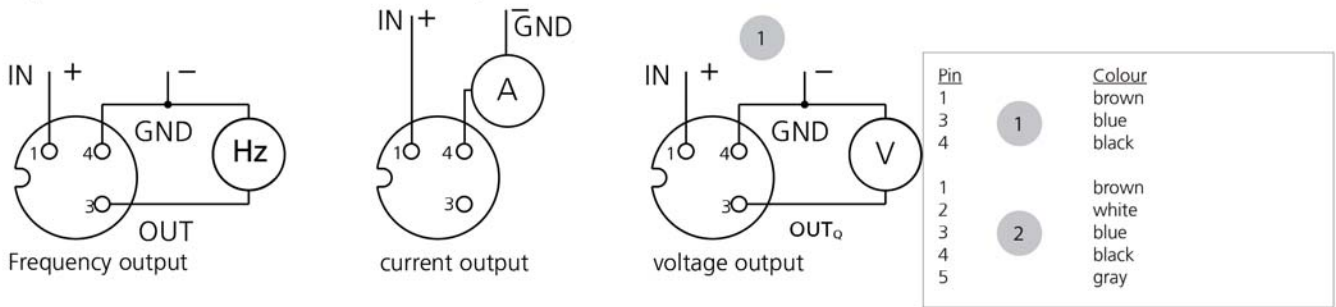 IN +
−
GND
1
4
Hz
3
OUT
Frequency output
IN +
−
GND
A
1
4
3
current output
1
IN +
−
GND
1
4
V
3
OUTQ
voltage output
Pin Colour
1 brown
3 blue
4 black
1
1 brown
2 white
3 blue
4 black
5 gray
2